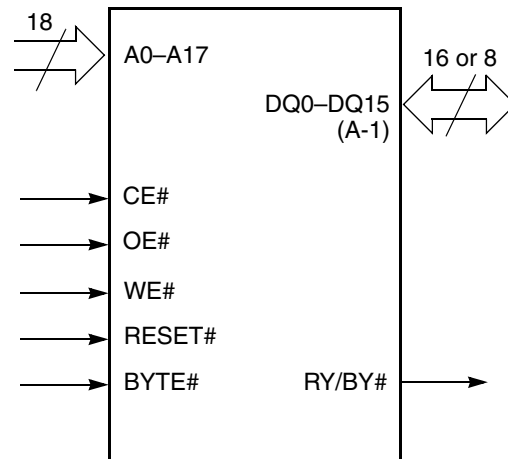 18
A0–A17
16 or 8
DQ0–DQ15
(A-1)
CE#
OE#
WE#
RESET#
BYTE#
RY/BY#